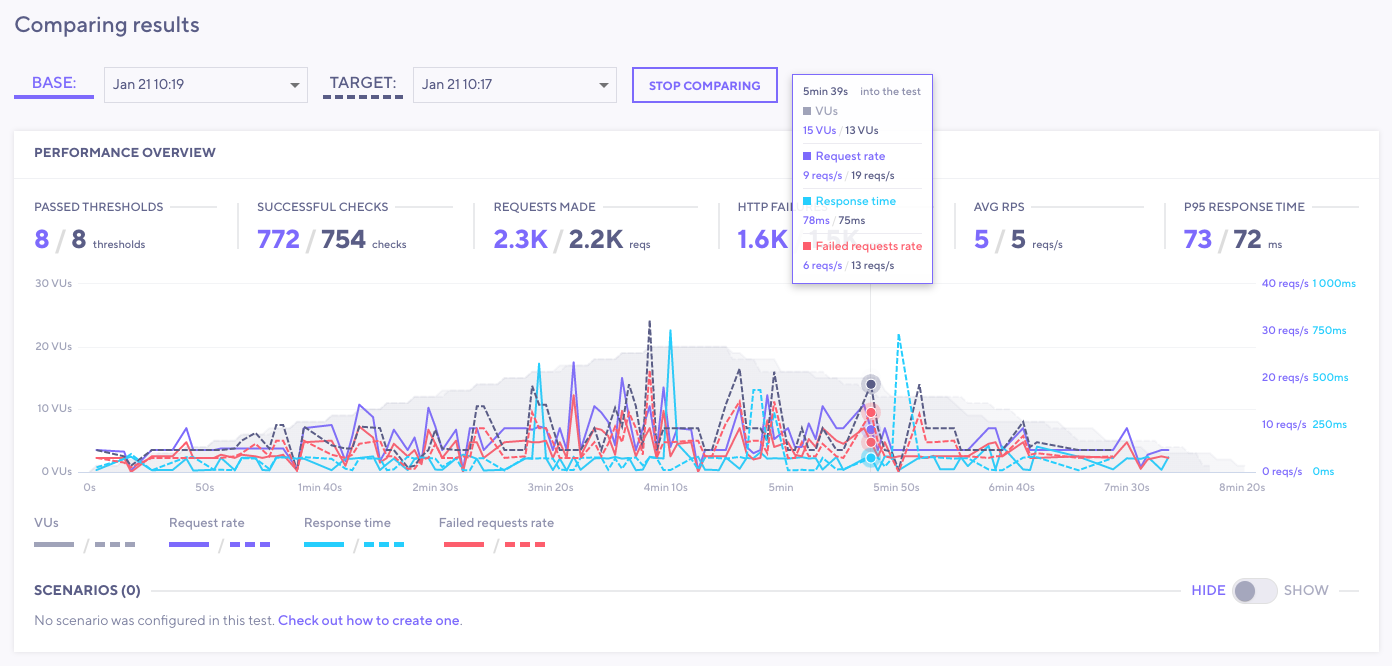 Comparing results
BASE:
Jan 21 10:19
TARGET:
Jan 21 10:17
STOP COMPARING
5min 39s into the test
VUs
15 VUs / 13 VUs
Request rate
9 reqs/s / 19 reqs/s
Response time
78ms / 75ms
Failed requests rate
6 reqs/s / 13 reqs/s
PERFORMANCE OVERVIEW
PASSED THRESHOLDS
8 / 8 thresholds
SUCCESSFUL CHECKS
772 / 754 checks
REQUESTS MADE
2.3K / 2.2K reqs
HTTP
1.6K / 1.5K
AVG RPS
5 / 5 reqs/s
P95 RESPONSE TIME
73 / 72 ms
30 VUs
20 VUs
10 VUs
0 VUs
40 reqs/s 1 000ms
30 reqs/s 750ms
20 reqs/s 500ms
10 reqs/s 250ms
0 reqs/s 0ms
0s 50s 1min 40s 2min 30s 3min 20s 4min 10s 5min 5min 50s 6min 40s 7min 30s 8min 20s
VUs
/
Request rate
/
Response time
/
Failed requests rate
/
SCENARIOS (0)
HIDE SHOW
No scenario was configured in this test. Check out how to create one.